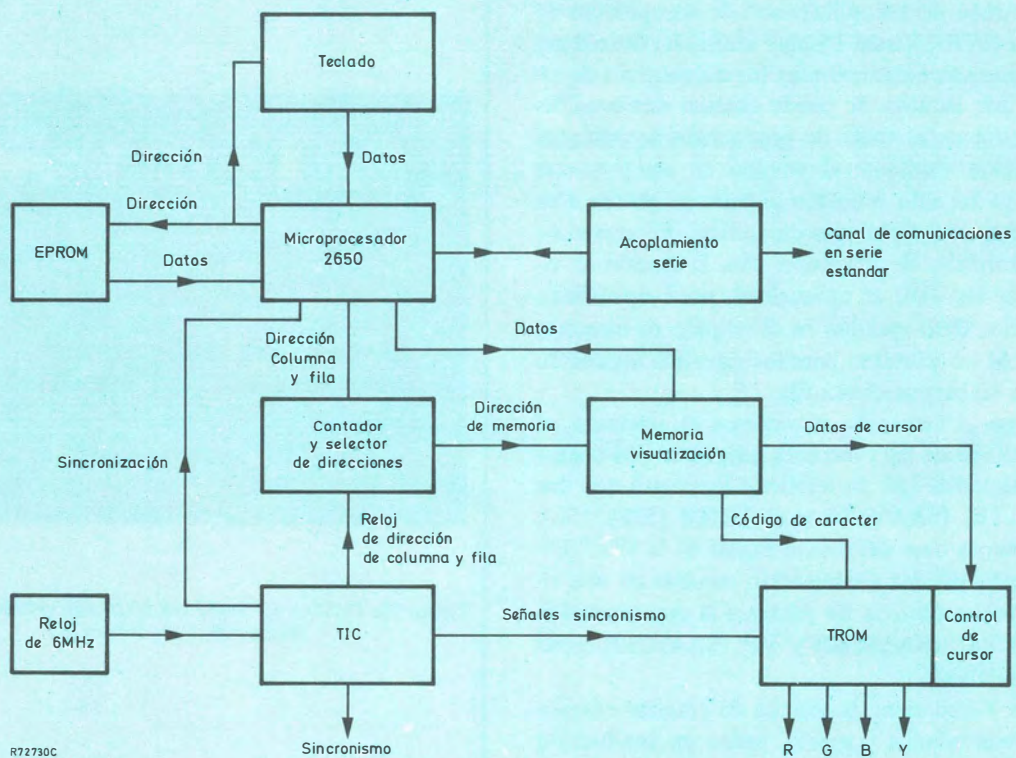 Teclado
Dirección
Datos
Dirección
EPROM
Datos
Microprocesador
2650
Acoplamiento
serie
Canal de comunicaciones
en serie
estandar
Dirección
Columna
y fila
Datos
Sincronización
Contador
y selector
de direcciones
Dirección
de memoria
Memoria
visualización
Datos de cursor
Reloj
de dirección
de columna y fila
Código de caracter
Reloj
de 6MHz
TIC
Señales sincronismo
TROM
Control
de
cursor
R72730C
Sincronismo
R G B Y